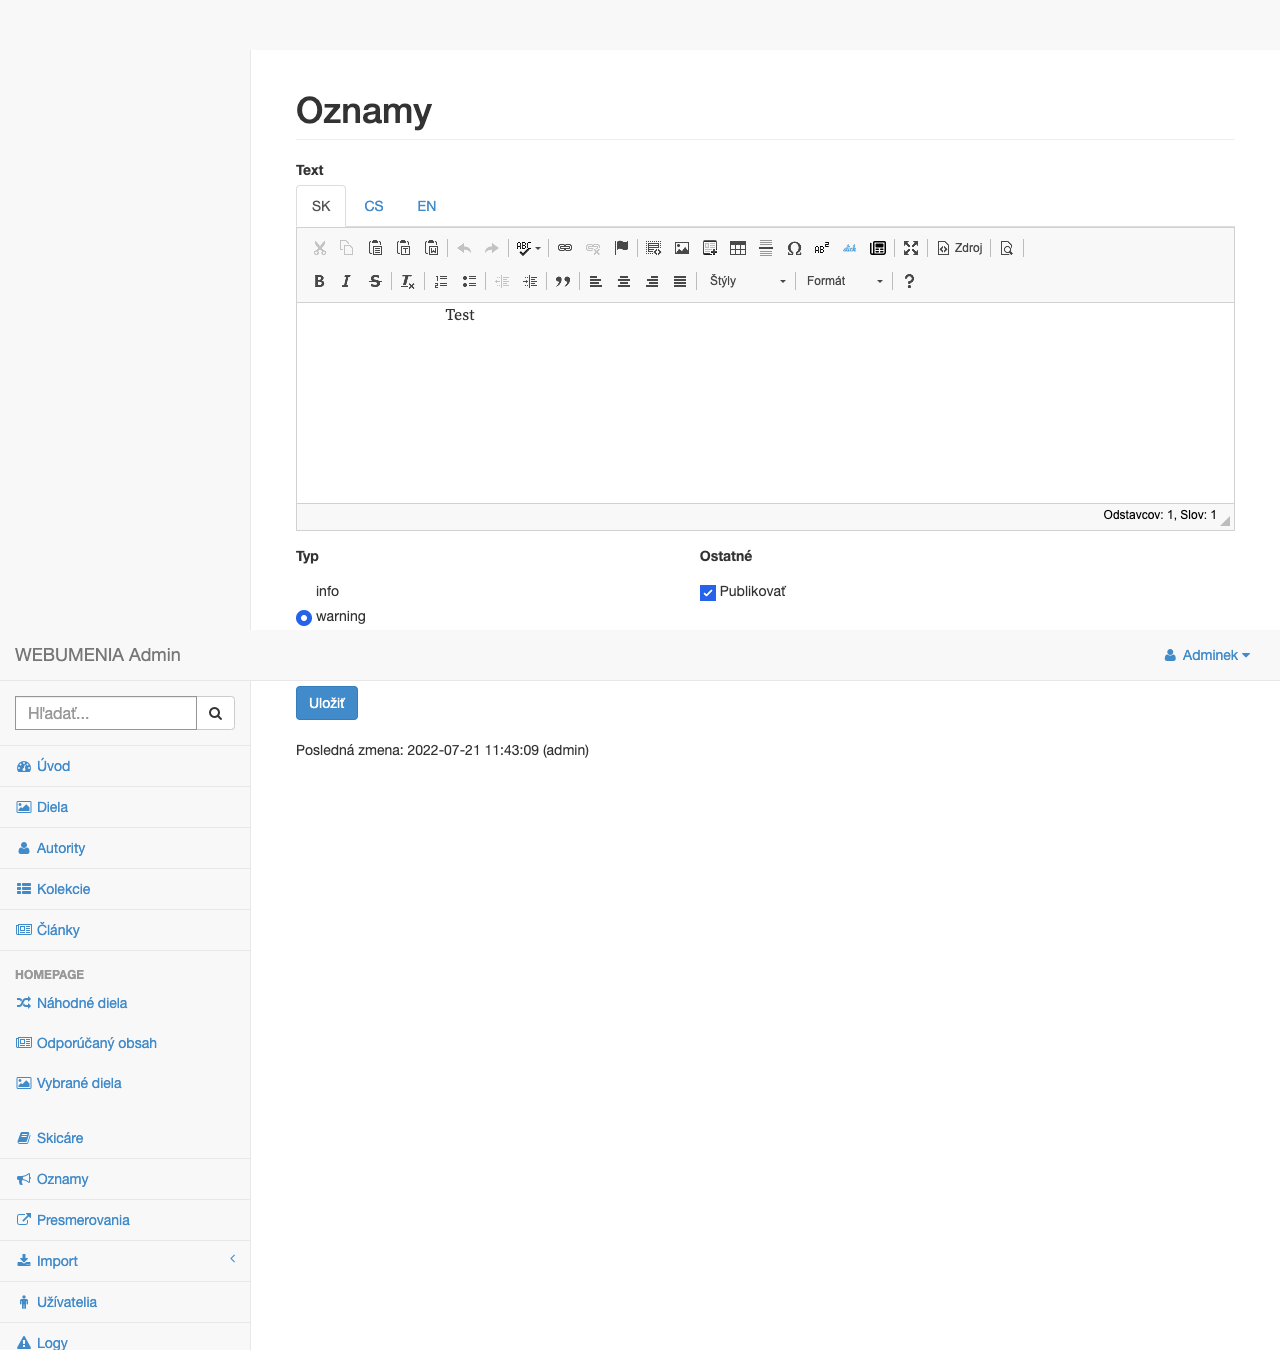 Oznamy
Text
SK CS EN
Zdroj
Štýly Formát
Test
Odstavcov: 1, Slov: 1
Typ Ostatné
info Publikovať
warning
WEBUMENIA Admin Adminek
Hľadať...
Uložiť
Posledná zmena: 2022-07-21 11:43:09 (admin)
Úvod
Diela
Autority
Kolekcie
Články
HOMEPAGE
Náhodné diela
Odporúčaný obsah
Vybrané diela
Skicáre
Oznamy
Presmerovania
Import
Užívatelia
Logy